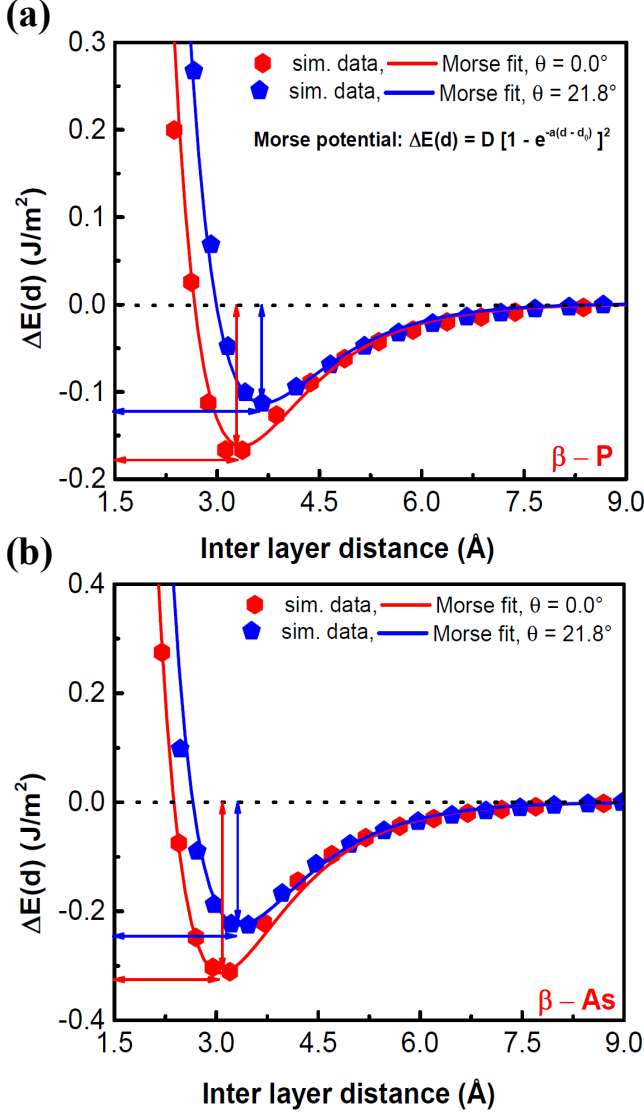 (a)
0.3
0.2
0.1
0.0
-0.1
-0.2
ΔE(d) (J/m²)
sim. data, Morse fit, θ = 0.0°
sim. data, Morse fit, θ = 21.8°
Morse potential: ΔE(d) = D [1 - e^-a(d - d₀) ]²
β – P
1.5 3.0 4.5 6.0 7.5 9.0
Inter layer distance (Å)
(b)
0.4
0.2
0.0
-0.2
-0.4
ΔE(d) (J/m²)
sim. data, Morse fit, θ = 0.0°
sim. data, Morse fit, θ = 21.8°
β – As
1.5 3.0 4.5 6.0 7.5 9.0
Inter layer distance (Å)